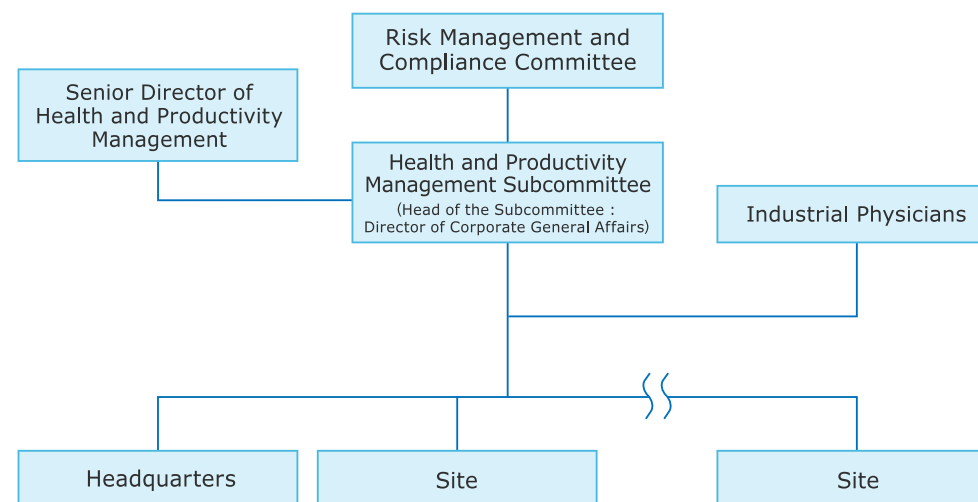 Risk Management and
Compliance Committee
Senior Director of
Health and Productivity
Management
Health and Productivity
Management Subcommittee
(Head of the Subcommittee :
Director of Corporate General Affairs)
Industrial Physicians
Headquarters
Site
Site